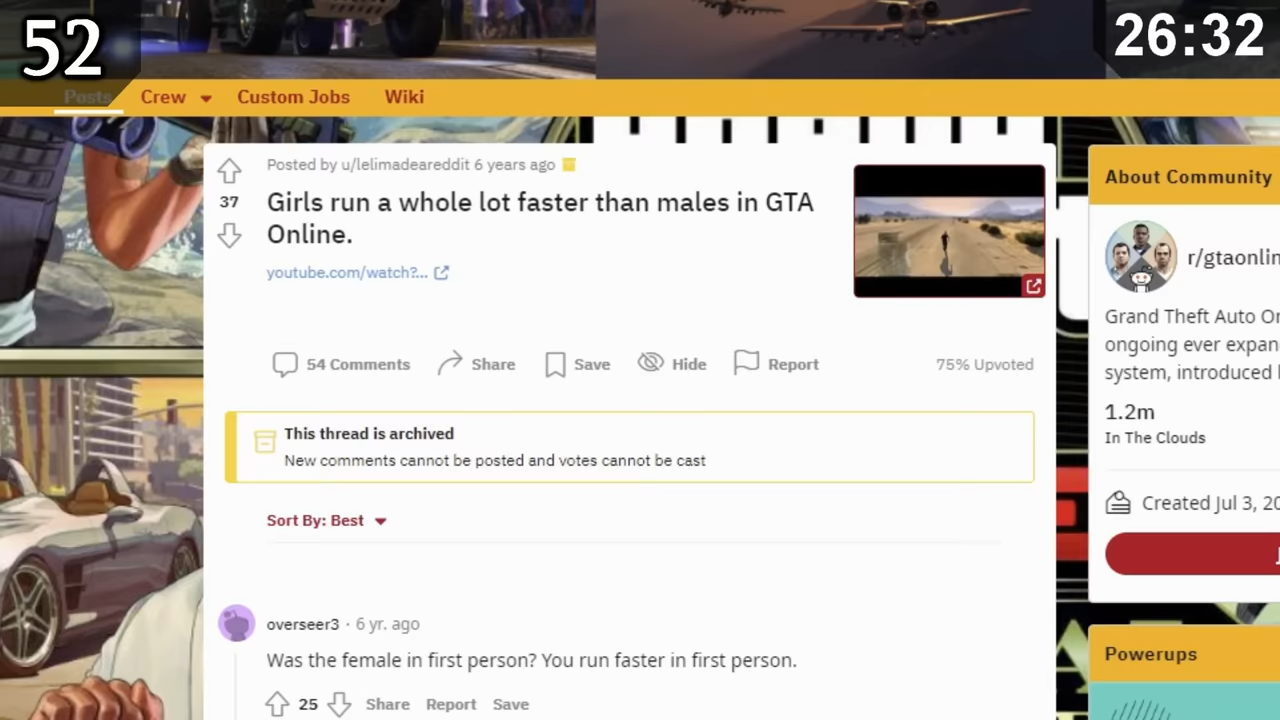 52
26:32
Posts
Crew
Custom Jobs
Wiki
Posted by u/lelimadeareddit 6 years ago
37
Girls run a whole lot faster than males in GTA
Online.
youtube.com/watch?...
54 Comments
Share
Save
Hide
Report
75% Upvoted
This thread is archived
New comments cannot be posted and votes cannot be cast
Sort By: Best
overseer3 · 6 yr. ago
Was the female in first person? You run faster in first person.
25
Share
Report
Save
About Community
r/gtaonlin
Grand Theft Auto On
ongoing ever expan
system, introduced
1.2m
In The Clouds
Created Jul 3, 20
Powerups